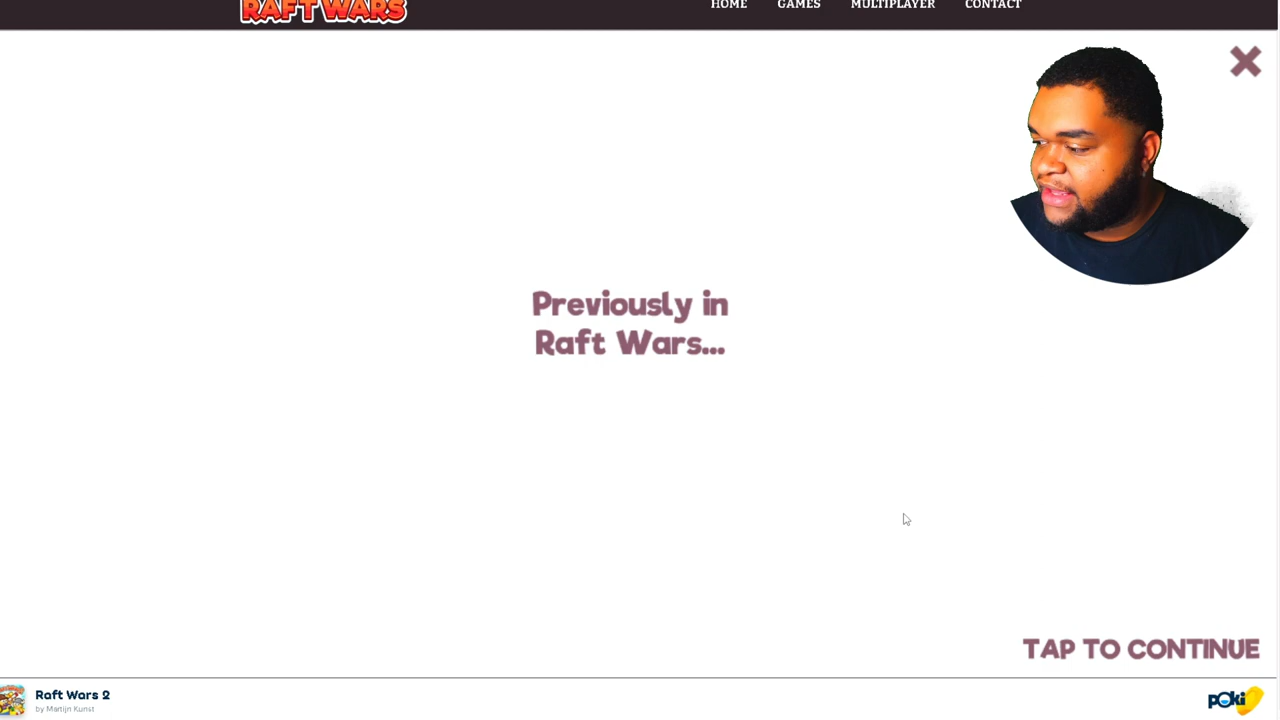 RAFT WARS
HOME GAMES MULTIPLAYER CONTACT
Previously in
Raft Wars...
TAP TO CONTINUE
Raft Wars 2
by Martijn Kunst
poki